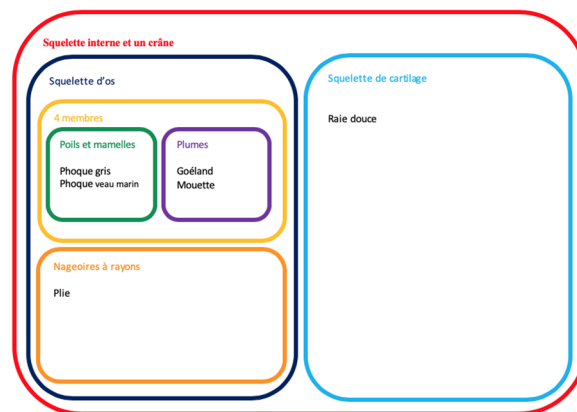 Squelette interne et un crâne
Squelette d'os
Squelette de cartilage
4 membres
Raie douce
Poils et mamelles
Plumes
Phoque gris
Phoque veau marin
Goéland
Mouette
Nageoires à rayons
Plie